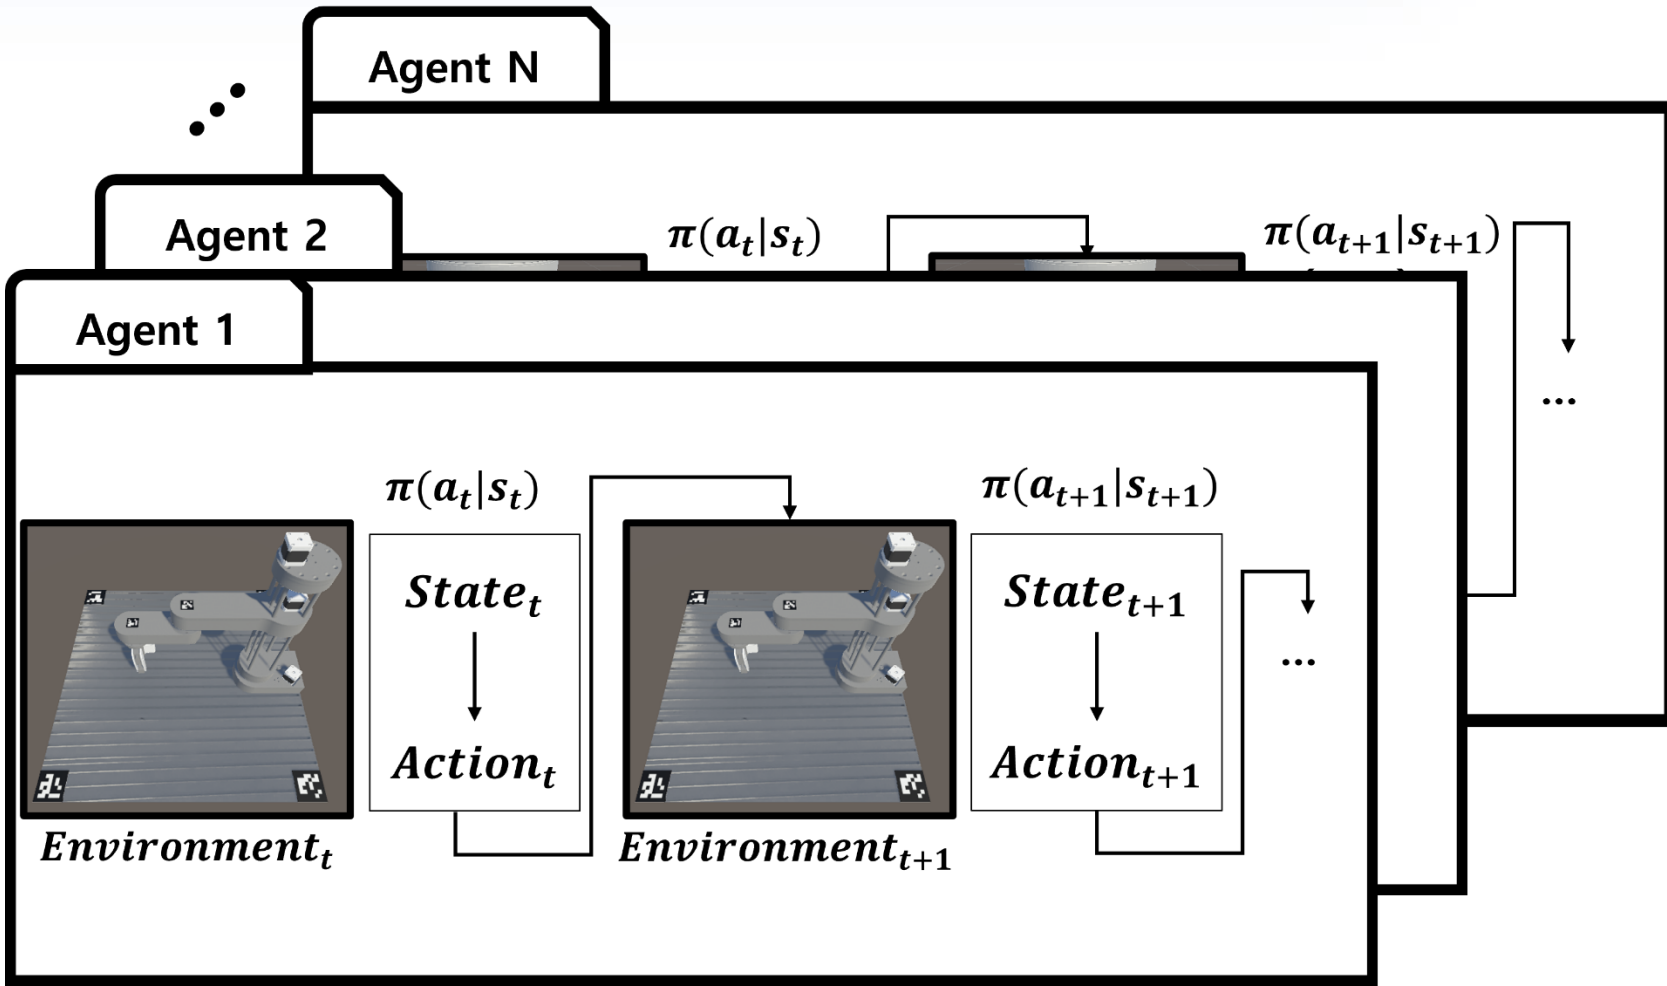 Agent N
Agent 2
π(a_t|s_t)
π(a_{t+1}|s_{t+1})
...
Agent 1
π(a_t|s_t)
π(a_{t+1}|s_{t+1})
State_t
State_{t+1}
...
Action_t
Action_{t+1}
Environment_t
Environment_{t+1}